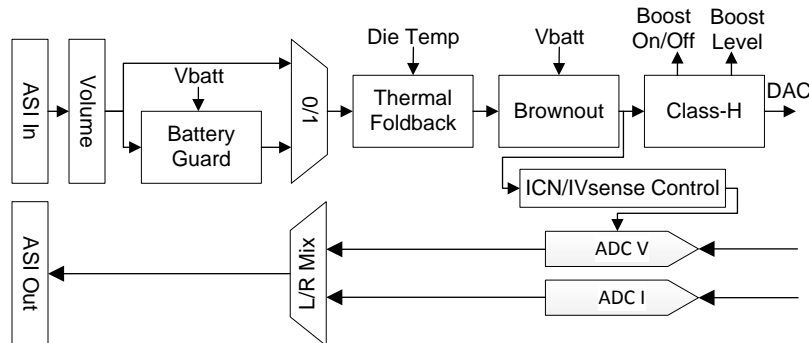 Boost
On/Off
Boost
Level
Die Temp
Vbatt
ASI In
Volume
Vbatt
Battery
Guard
0/1
Thermal
Foldback
Brownout
Class-H
DAC
ICN/IVsense Control
ASI Out
L/R Mix
ADC V
ADC I